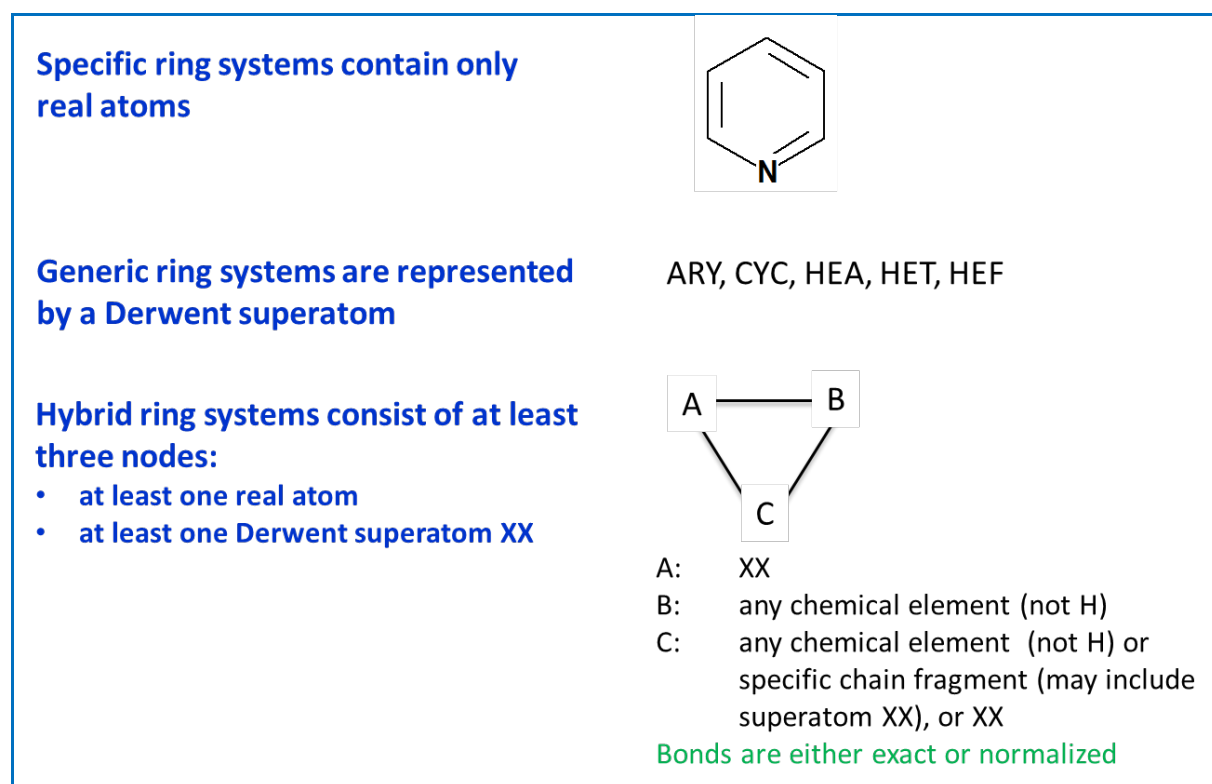 Specific ring systems contain only
real atoms
N
Generic ring systems are represented
by a Derwent superatom
ARY, CYC, HEA, HET, HEF
Hybrid ring systems consist of at least
three nodes:
• at least one real atom
• at least one Derwent superatom XX
A
B
C
A: XX
B: any chemical element (not H)
C: any chemical element (not H) or
specific chain fragment (may include
superatom XX), or XX
Bonds are either exact or normalized